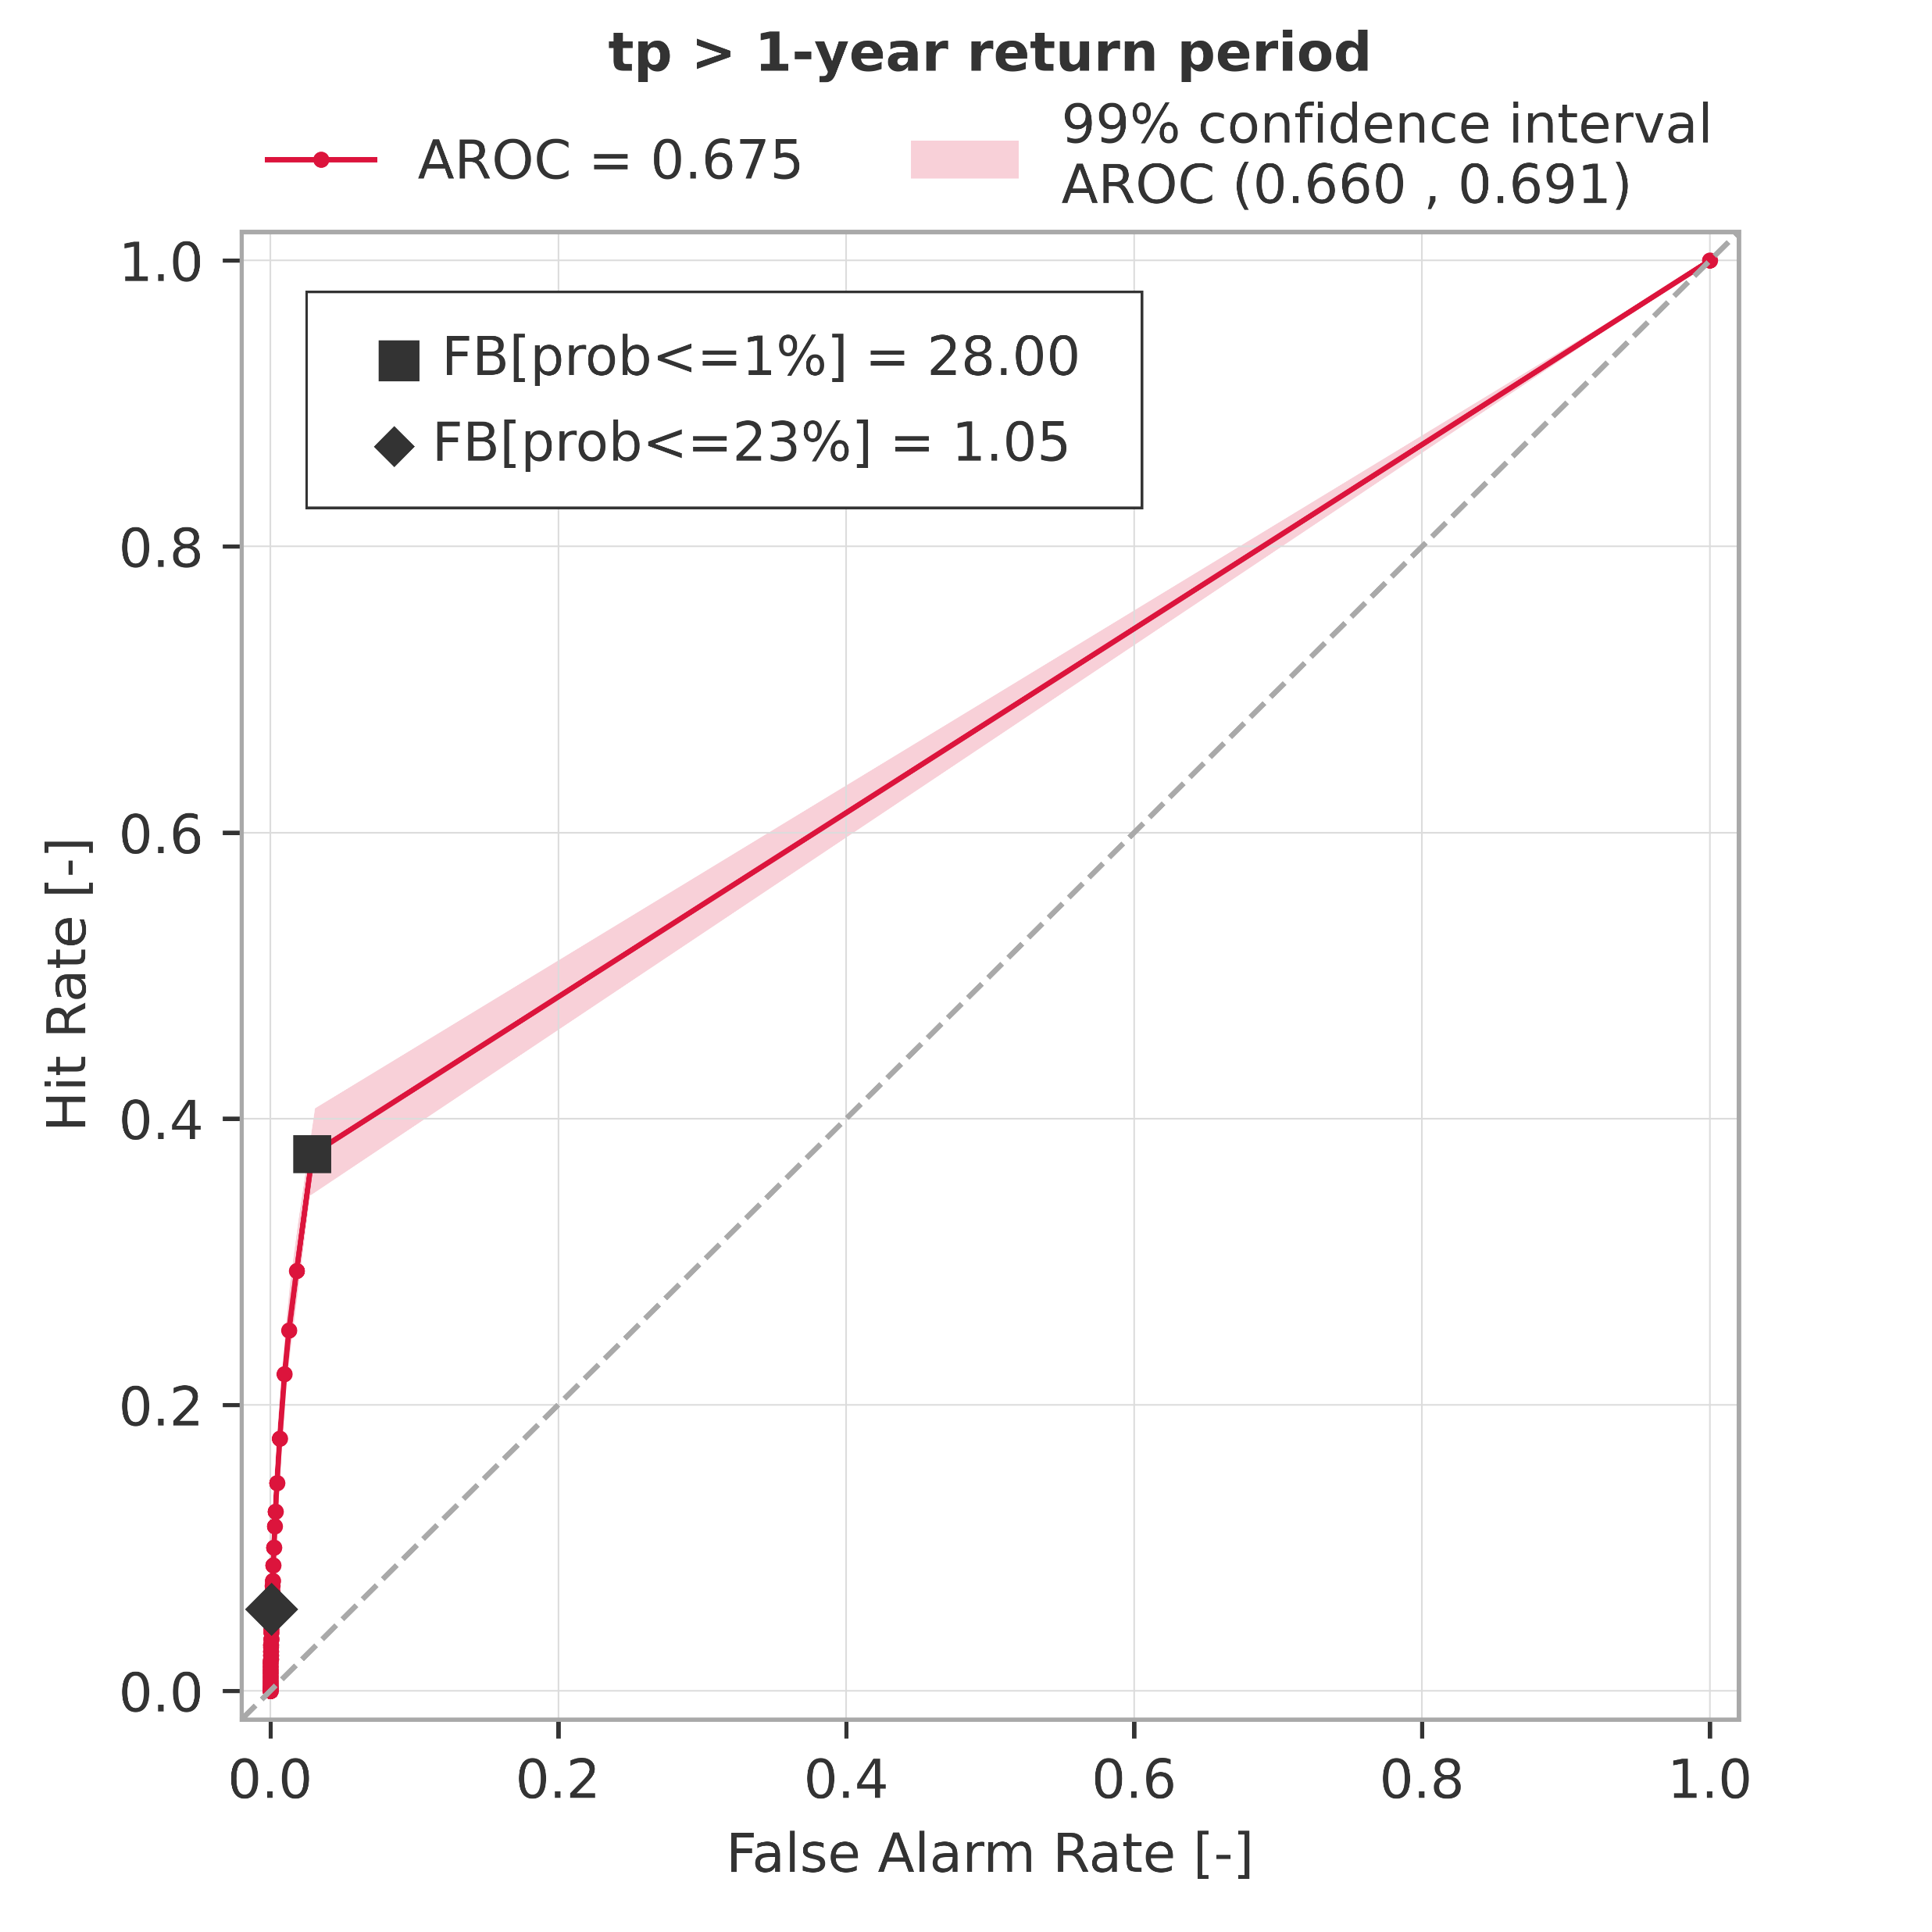 tp > 1-year return period
AROC = 0.675
99% confidence interval
AROC (0.660 , 0.691)
1.0
FB[prob<=1%] = 28.00
FB[prob<=23%] = 1.05
0.8
0.6
0.4
0.2
0.0
Hit Rate [-]
0.0 0.2 0.4 0.6 0.8 1.0
False Alarm Rate [-]